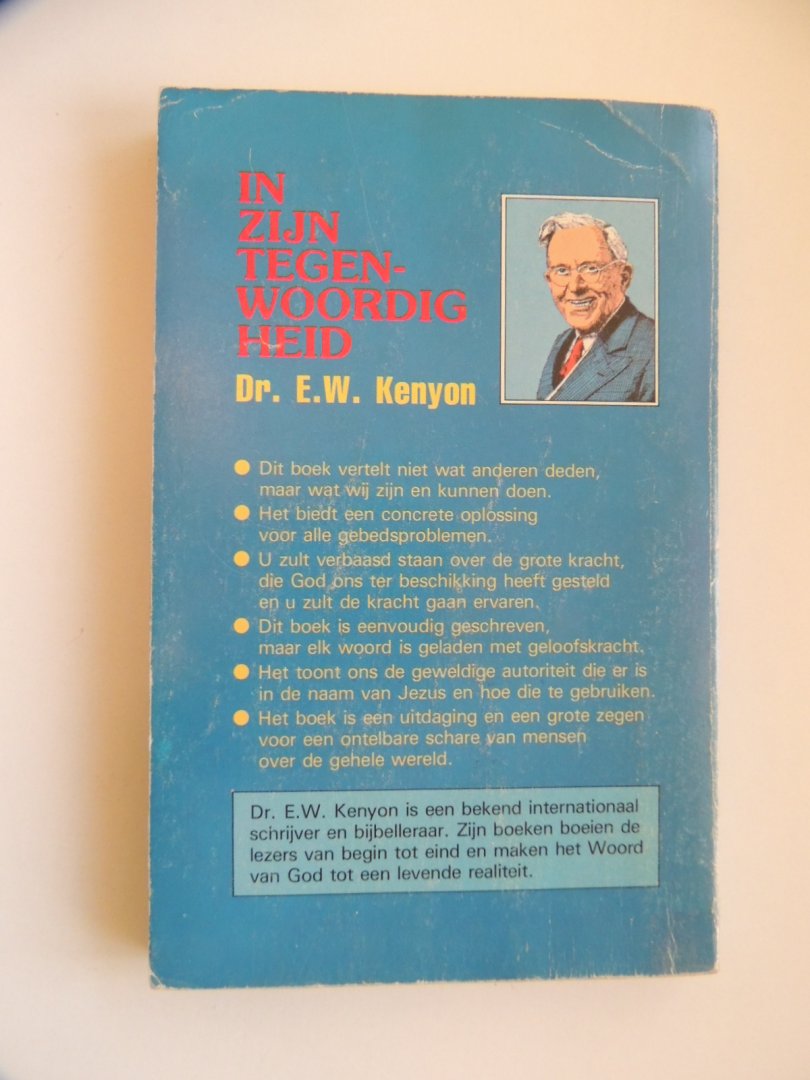 IN
ZIJN
TEGEN-
WOORDIG
HEID
Dr. E.W. Kenyon
● Dit boek vertelt niet wat anderen deden,
maar wat wij zijn en kunnen doen.
● Het biedt een concrete oplossing
voor alle gebedsproblemen.
● U zult verbaasd staan over de grote kracht,
die God ons ter beschikking heeft gesteld
en u zult de kracht gaan ervaren.
● Dit boek is eenvoudig geschreven,
maar elk woord is geladen met geloofskracht.
● Het toont ons de geweldige autoriteit die er is
in de naam van Jezus en hoe die te gebruiken.
● Het boek is een uitdaging en een grote zegen
voor een ontelbare schare van mensen
over de gehele wereld.
Dr. E.W. Kenyon is een bekend internationaal
schrijver en bijbelleraar. Zijn boeken boeien de
lezers van begin tot eind en maken het Woord
van God tot een levende realiteit.